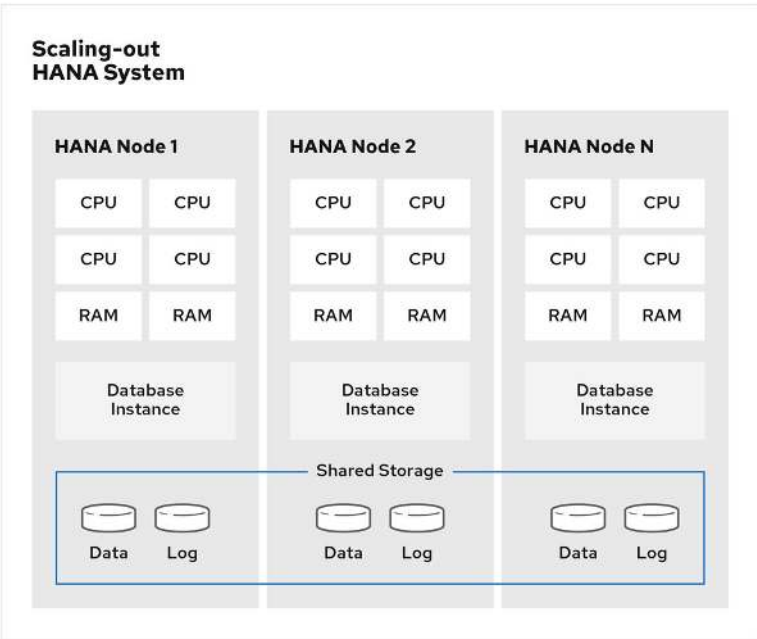 Scaling-out
HANA System
HANA Node 1
CPU CPU
CPU CPU
RAM RAM
Database
Instance
HANA Node 2
CPU CPU
CPU CPU
RAM RAM
Database
Instance
HANA Node N
CPU CPU
CPU CPU
RAM RAM
Database
Instance
Shared Storage
Data Log
Data Log
Data Log